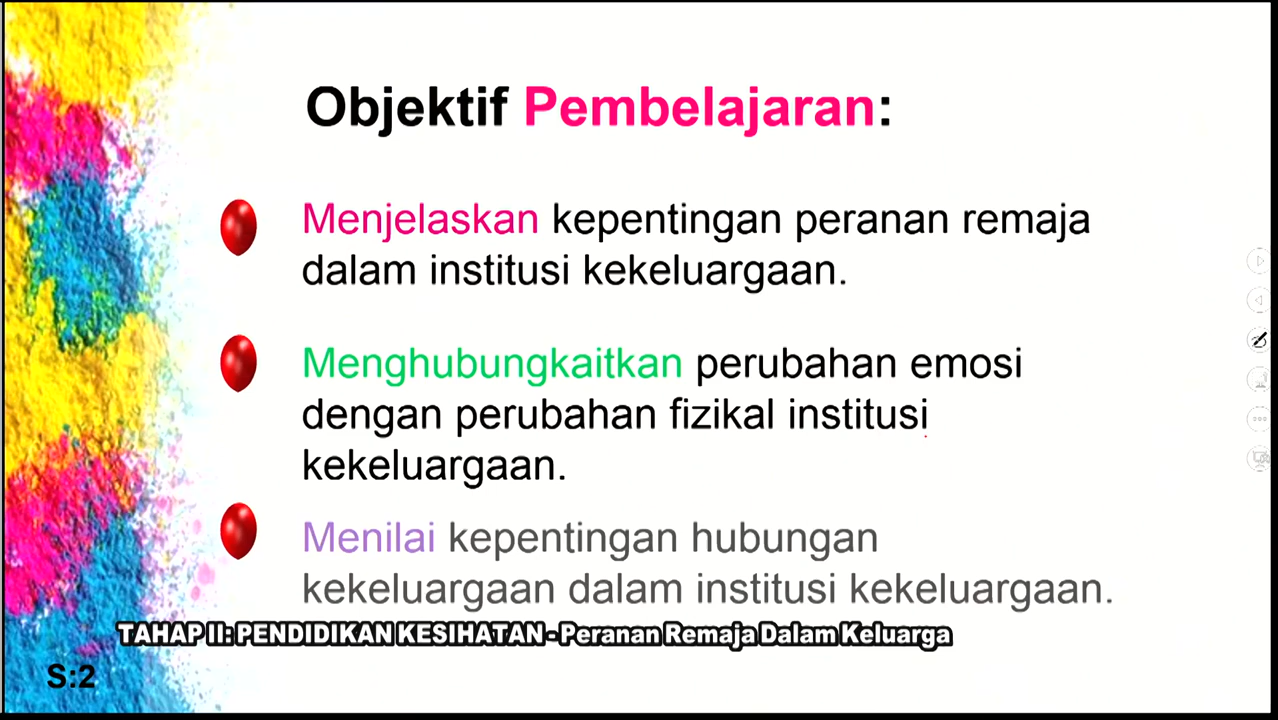 Objektif Pembelajaran:
Menjelaskan kepentingan peranan remaja
dalam institusi kekeluargaan.
Menghubungkaitkan perubahan emosi
dengan perubahan fizikal institusi
kekeluargaan.
Menilai kepentingan hubungan
kekeluargaan dalam institusi kekeluargaan.
TAHAP II: PENDIDIKAN KESIHATAN - Peranan Remaja Dalam Keluarga
S:2